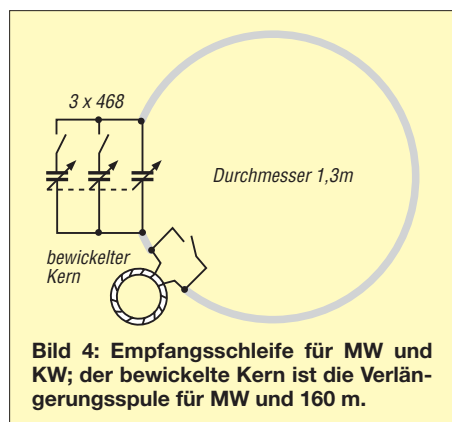 3 x 468
Durchmesser 1,3m
bewickelter
Kern
Bild 4: Empfangsschleife für MW und
KW; der bewickelte Kern ist die Verlän-
gerungsspule für MW und 160 m.